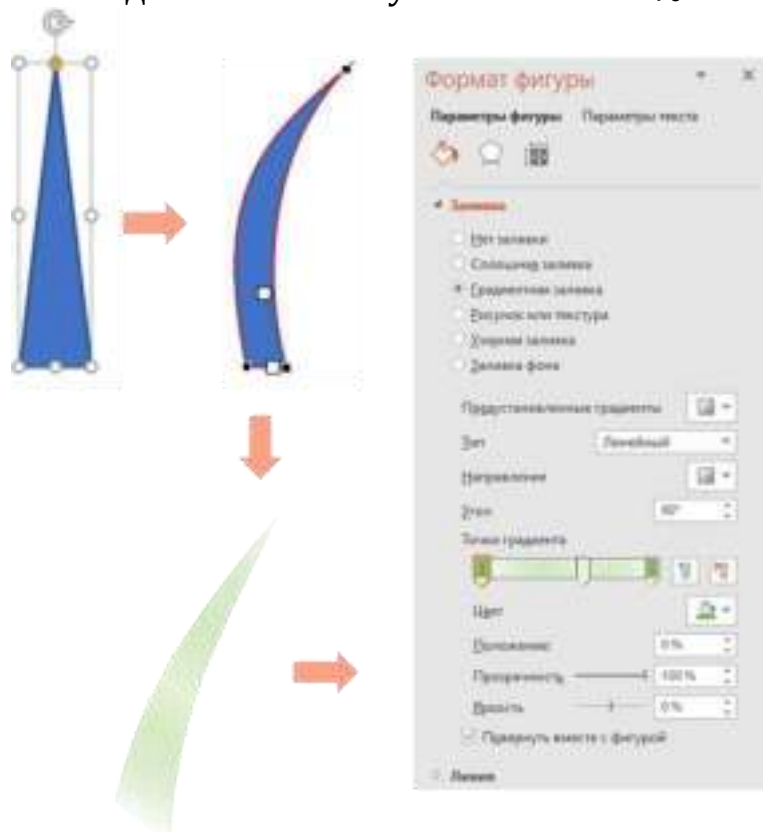 Формат фигуры
Параметры фигуры Параметры текста
Заливка
Нет заливки
Сплошная заливка
Градиентная заливка
Рисунок или текстура
Узорная заливка
Заливка фона
Предустановленные градиенты
Тип Линейный
Направление
Угол 90°
Точки градиента
Цвет
Положение 0%
Прозрачность 100%
Яркость 0%
Повернуть вместе с фигурой
Линия